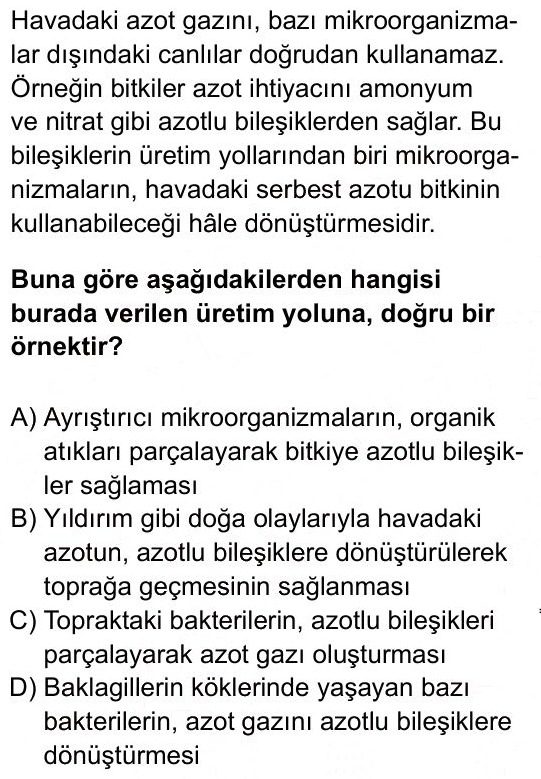 Havadaki azot gazını, bazı mikroorganizma-
lar dışındaki canlılar doğrudan kullanamaz.
Örneğin bitkiler azot ihtiyacını amonyum
ve nitrat gibi azotlu bileşiklerden sağlar. Bu
bileşiklerin üretim yollarından biri mikroorga-
nizmaların, havadaki serbest azotu bitkinin
kullanabileceği hâle dönüştürmesidir.
Buna göre aşağıdakilerden hangisi
burada verilen üretim yoluna, doğru bir
örnektir?
A) Ayrıştırıcı mikroorganizmaların, organik
atıkları parçalayarak bitkiye azotlu bileşik-
ler sağlaması
B) Yıldırım gibi doğa olaylarıyla havadaki
azotun, azotlu bileşiklere dönüştürülerek
toprağa geçmesinin sağlanması
C) Topraktaki bakterilerin, azotlu bileşikleri
parçalayarak azot gazı oluşturması
D) Baklagillerin köklerinde yaşayan bazı
bakterilerin, azot gazını azotlu bileşiklere
dönüştürmesi